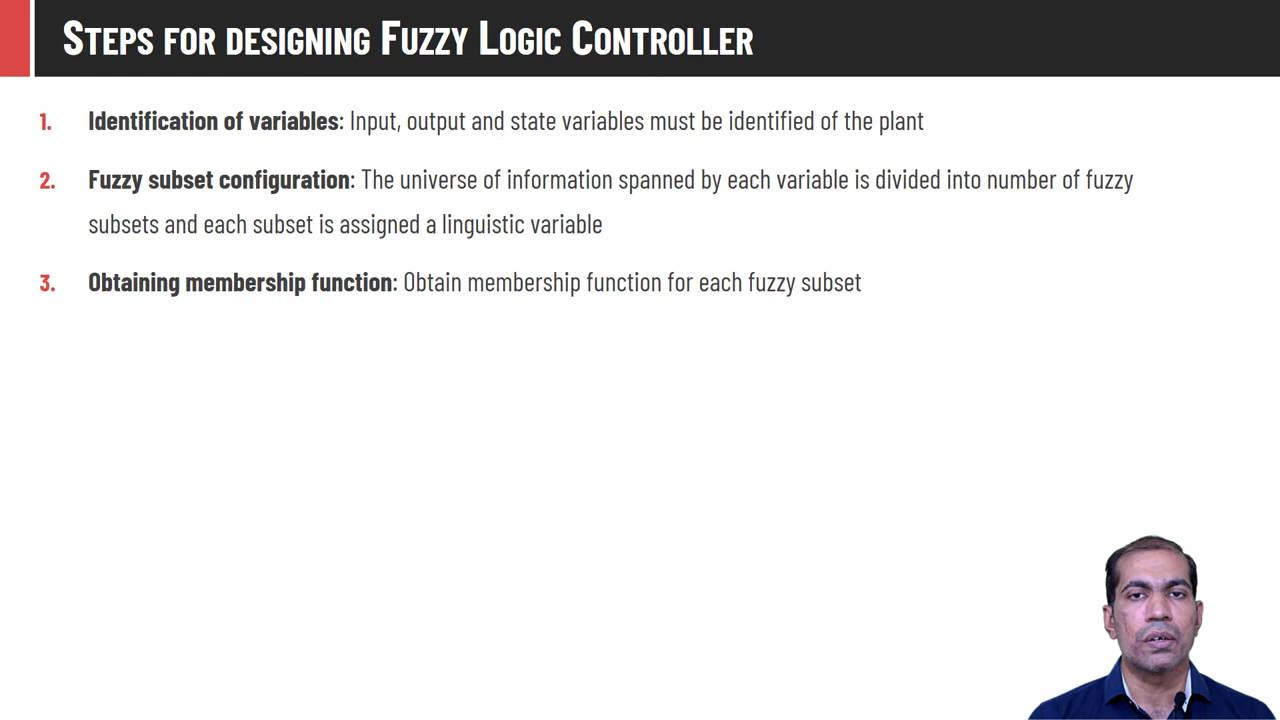 Steps for designing Fuzzy Logic Controller
1. Identification of variables: Input, output and state variables must be identified of the plant
2. Fuzzy subset configuration: The universe of information spanned by each variable is divided into number of fuzzy
subsets and each subset is assigned a linguistic variable
3. Obtaining membership function: Obtain membership function for each fuzzy subset